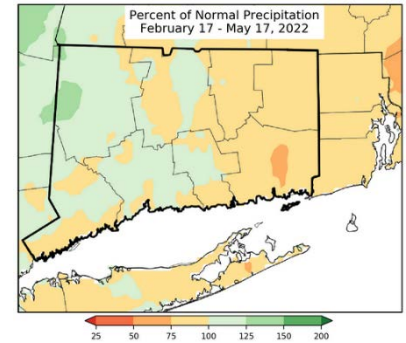 Percent of Normal Precipitation
February 17 - May 17, 2022
25 50 75 100 125 150 200